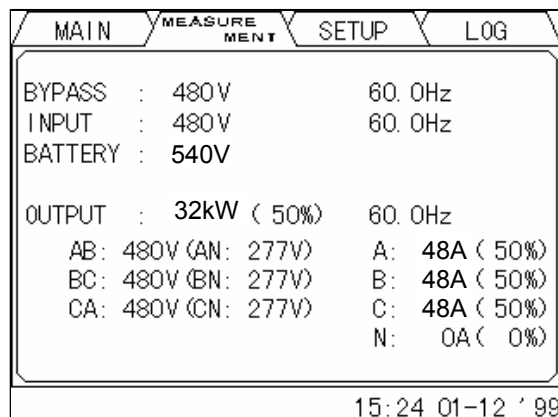 MAIN MEASUREMENT SETUP LOG
BYPASS : 480V 60.0Hz
INPUT : 480V 60.0Hz
BATTERY : 540V
OUTPUT : 32kW (50%) 60.0Hz
AB: 480V (AN: 277V) A: 48A (50%)
BC: 480V (BN: 277V) B: 48A (50%)
CA: 480V (CN: 277V) C: 48A (50%)
N: 0A ( 0%)
15:24 01-12 '99